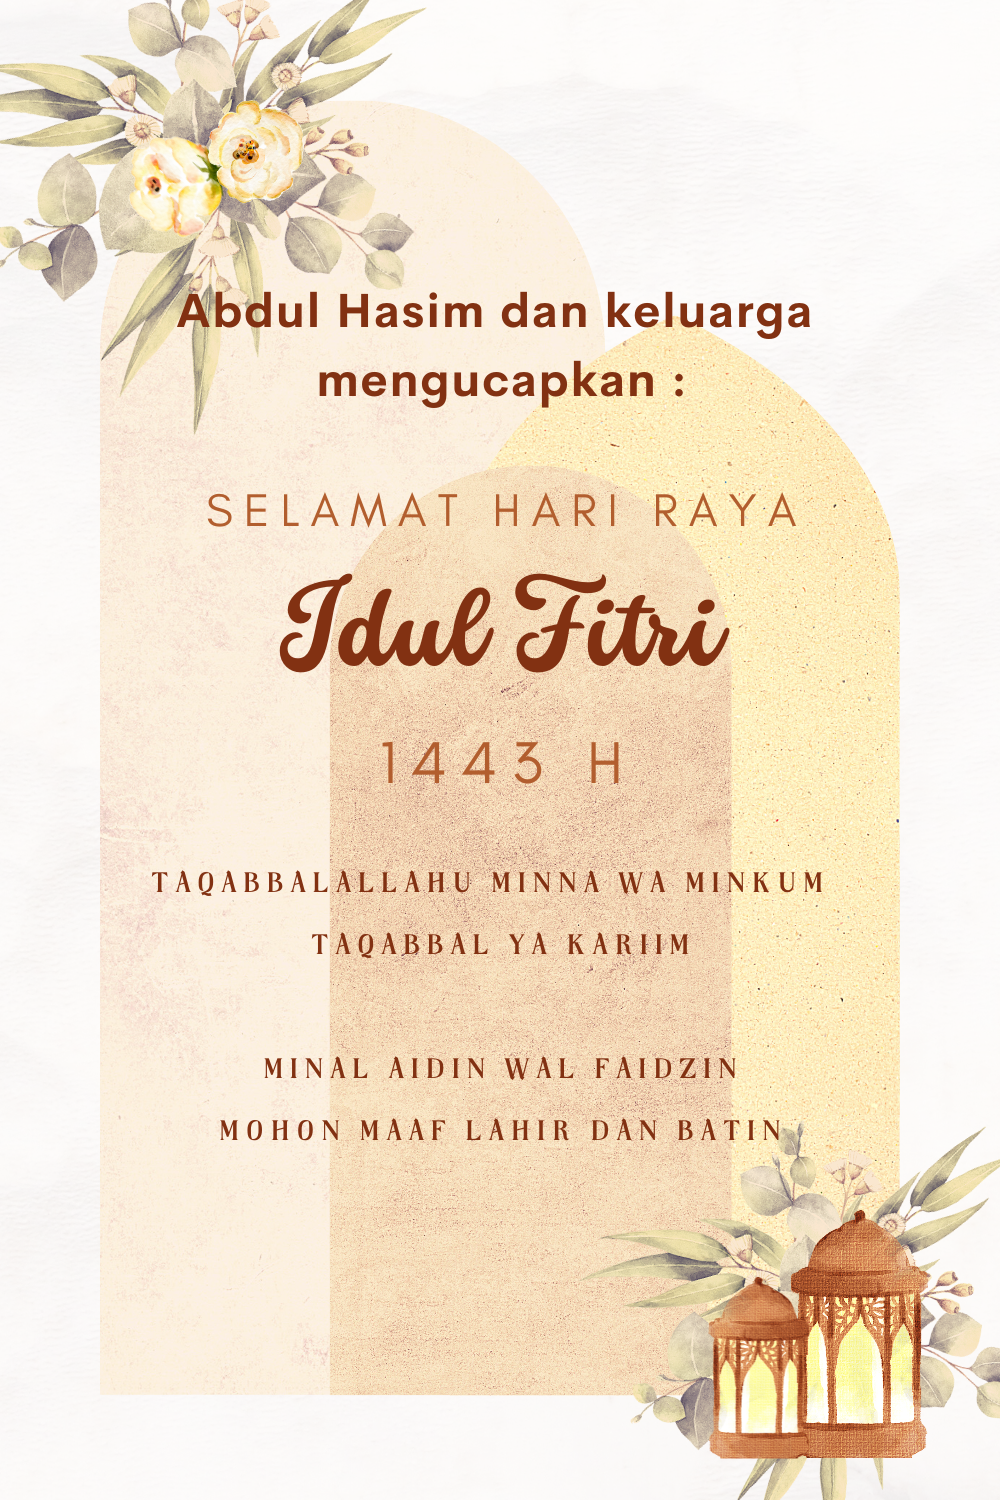 Abdul Hasim dan keluarga
mengucapkan :
SELAMAT HARI RAYA
Idul Fitri
1443 H
TAQABBALALLAHU MINNA WA MINKUM
TAQABBAL YA KARIIM
MINAL AIDIN WAL FAIDZIN
MOHON MAAF LAHIR DAN BATIN